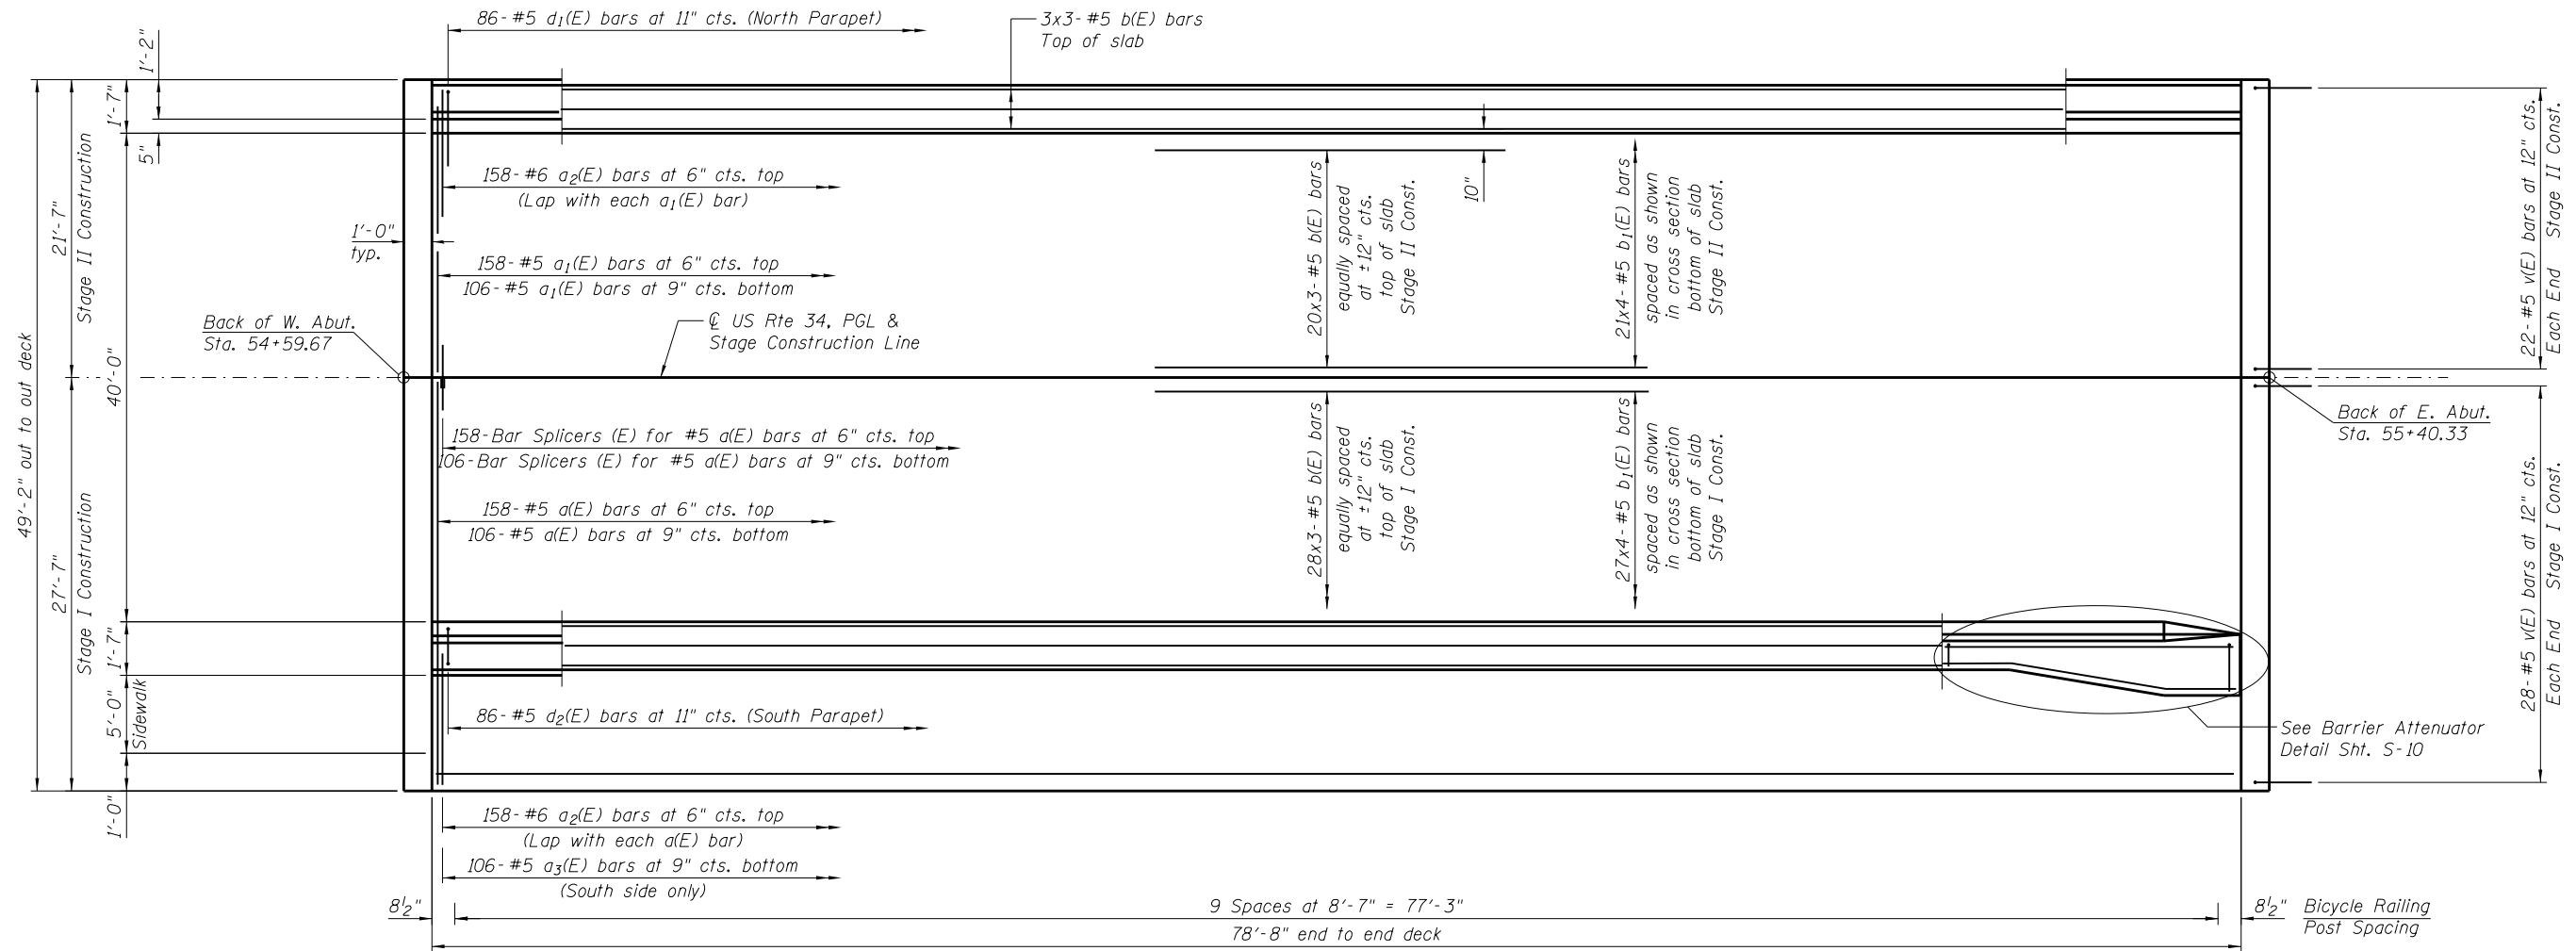 86-#5 d1(E) bars at 11" cts. (North Parapet)
3x3-#5 b(E) bars
Top of slab
1'-2"
1'-7"
5"
158-#6 a2(E) bars at 6" cts. top
(Lap with each a1(E) bar)
1'-0"
typ.
158-#5 a1(E) bars at 6" cts. top
106-#5 a1(E) bars at 9" cts. bottom
Back of W. Abut.
Sta. 54+59.67
℄ US Rte 34, PGL &
Stage Construction Line
49'-2" out to out deck
21'-7"
Stage II Construction
40'-0"
27'-7"
Stage I Construction
1'-7"
5'-0"
Sidewalk
1'-0"
20x3-#5 b(E) bars
equally spaced
at ±12" cts.
top of slab
Stage II Const.
10"
21x4-#5 b1(E) bars
spaced as shown
in cross section
bottom of slab
Stage II Const.
22-#5 v(E) bars at 12" cts.
Each End Stage II Const.
158-Bar Splicers (E) for #5 a(E) bars at 6" cts. top
106-Bar Splicers (E) for #5 a(E) bars at 9" cts. bottom
158-#5 a(E) bars at 6" cts. top
106-#5 a(E) bars at 9" cts. bottom
28x3-#5 b(E) bars
equally spaced
at ±12" cts.
top of slab
Stage I Const.
27x4-#5 b1(E) bars
spaced as shown
in cross section
bottom of slab
Stage I Const.
Back of E. Abut.
Sta. 55+40.33
28-#5 v(E) bars at 12" cts.
Each End Stage I Const.
86-#5 d2(E) bars at 11" cts. (South Parapet)
See Barrier Attenuator
Detail Sht. S-10
158-#6 a2(E) bars at 6" cts. top
(Lap with each a(E) bar)
106-#5 a3(E) bars at 9" cts. bottom
(South side only)
8½"
9 Spaces at 8'-7" = 77'-3"
8½"
Bicycle Railing
Post Spacing
78'-8" end to end deck